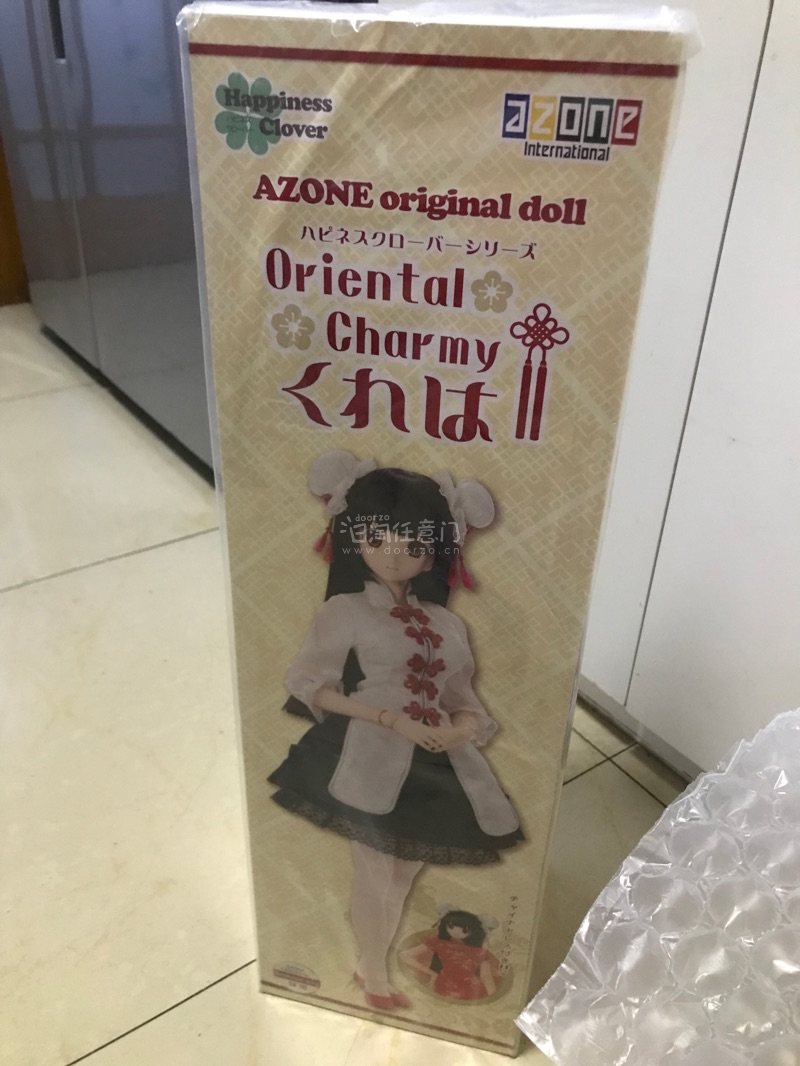 Happiness
Clover
azone
International
AZONE original doll
ハピネスクローバーシリーズ
Oriental
Charmy
くれは
doorzo
任意门
www.doorzo.cn